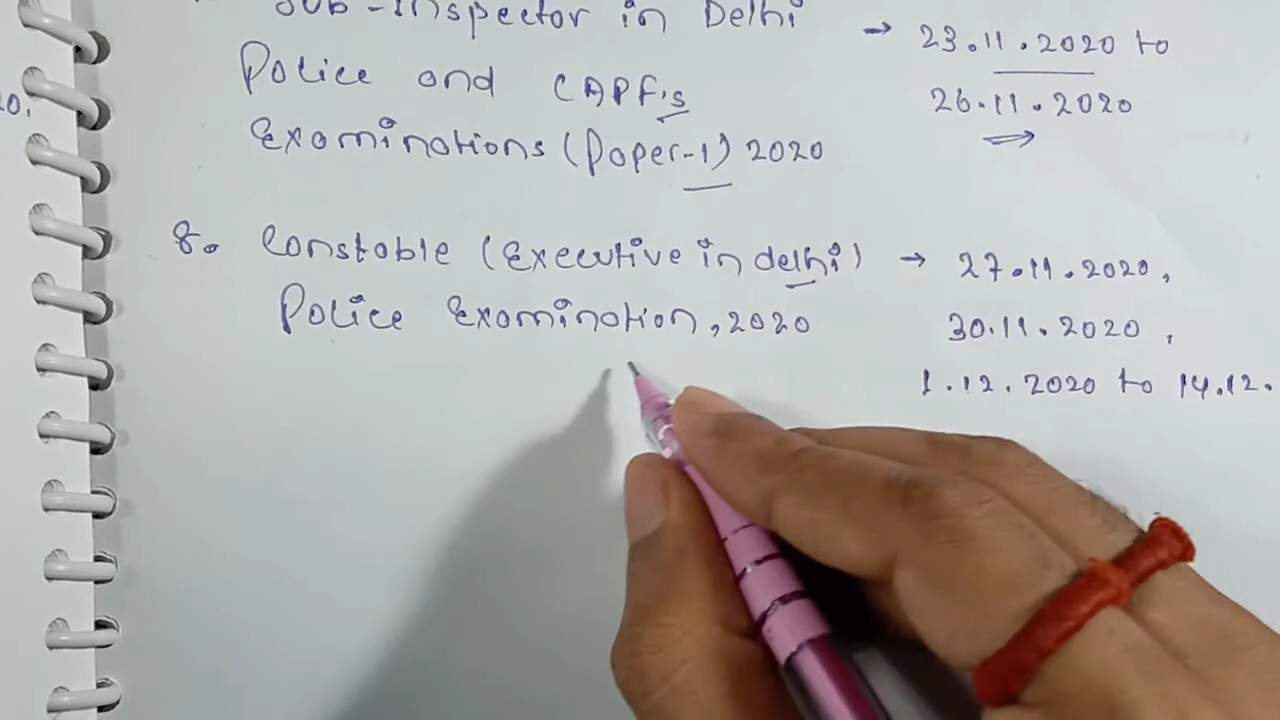 Sub-Inspector in Delhi → 23.11.2020 to
Police and CAPF's 26.11.2020
Examinations (Paper-1) 2020
8. Constable (Executive in delhi) → 27.11.2020,
Police Examination, 2020 30.11.2020,
1.12.2020 to 14.12.